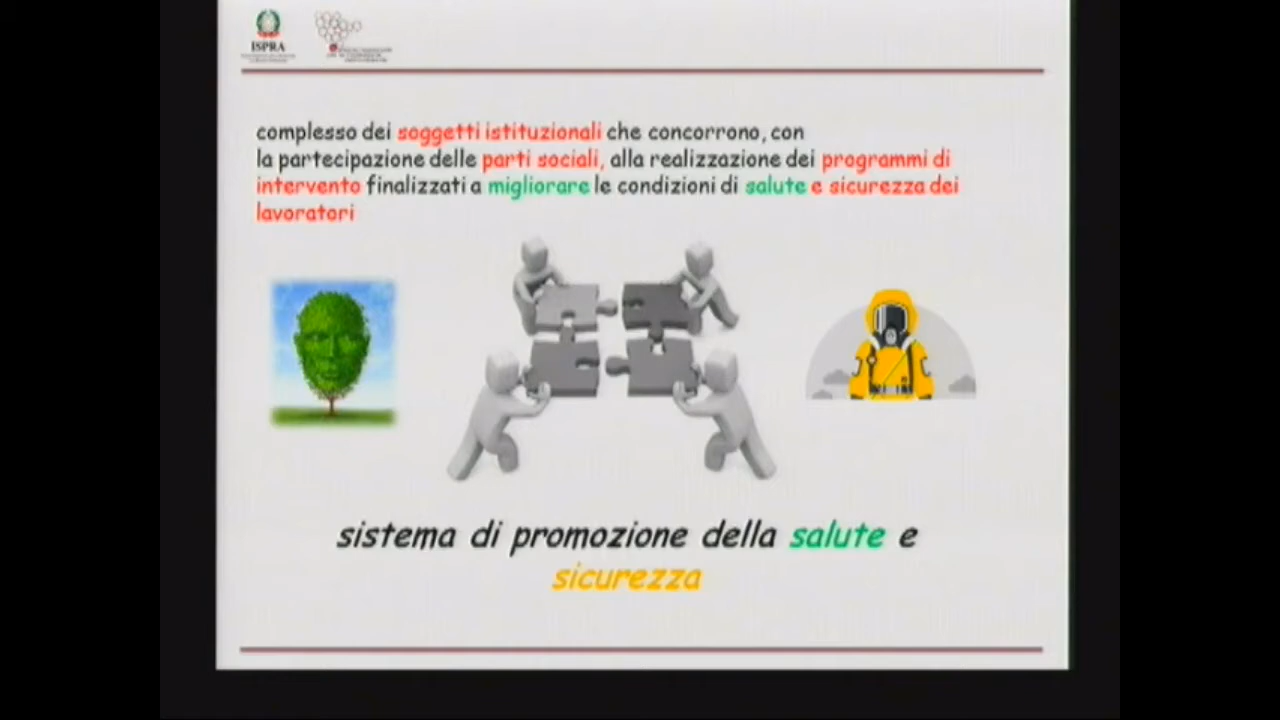 ISPRA
complesso dei soggetti istituzionali che concorrono, con
la partecipazione delle parti sociali, alla realizzazione dei programmi di
intervento finalizzati a migliorare le condizioni di salute e sicurezza dei
lavoratori
sistema di promozione della salute e
sicurezza